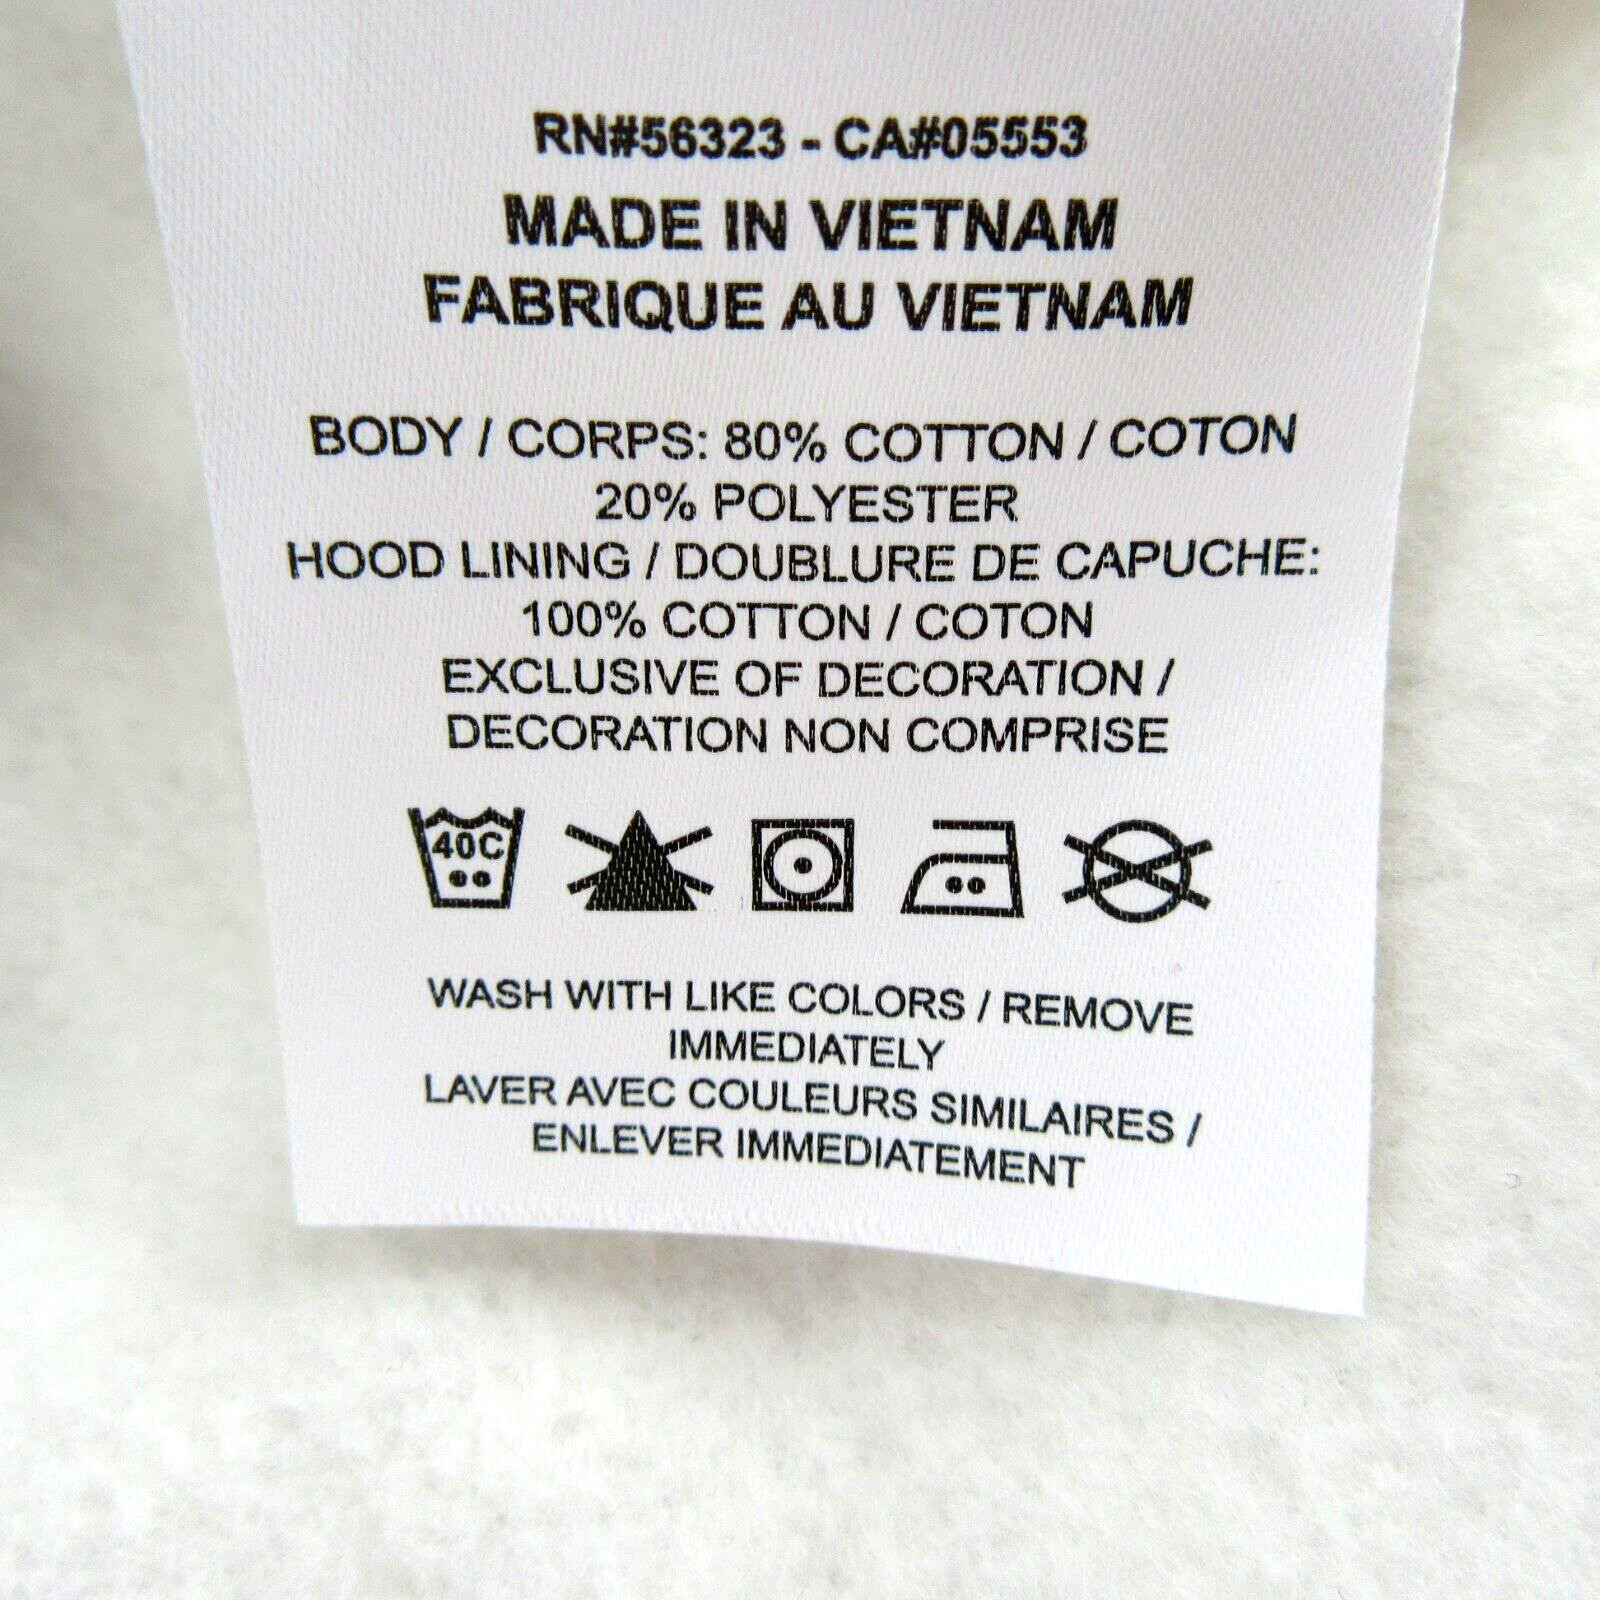 RN#56323 - CA#05553
MADE IN VIETNAM
FABRIQUE AU VIETNAM
BODY / CORPS: 80% COTTON / COTON
20% POLYESTER
HOOD LINING / DOUBLURE DE CAPUCHE:
100% COTTON / COTON
EXCLUSIVE OF DECORATION /
DECORATION NON COMPRISE
40C
WASH WITH LIKE COLORS / REMOVE
IMMEDIATELY
LAVER AVEC COULEURS SIMILAIRES /
ENLEVER IMMEDIATEMENT